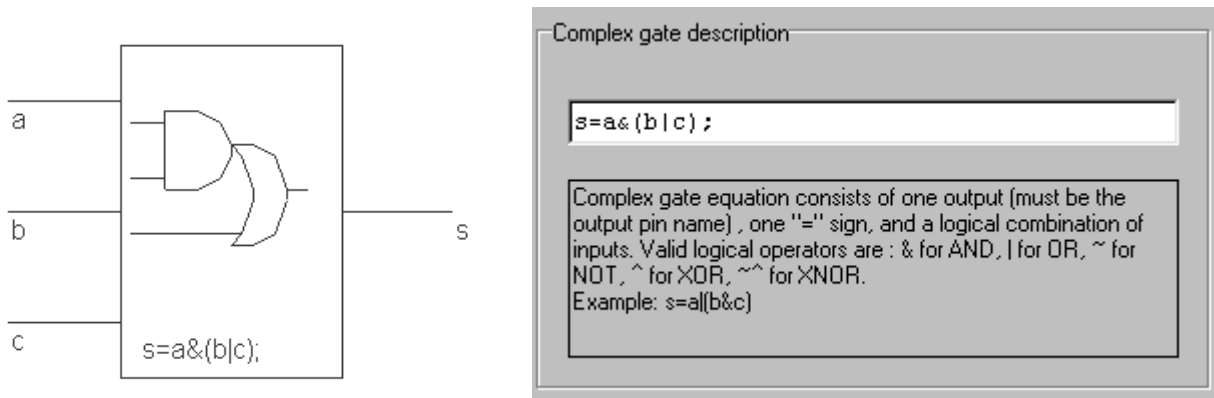 a
b
c
s
s=a&(b|c);
Complex gate description
s=a&(b|c);
Complex gate equation consists of one output (must be the
output pin name) , one "=" sign, and a logical combination of
inputs. Valid logical operators are : & for AND, | for OR, ~ for
NOT, ^ for XOR, ~^ for XNOR.
Example: s=a|(b&c)